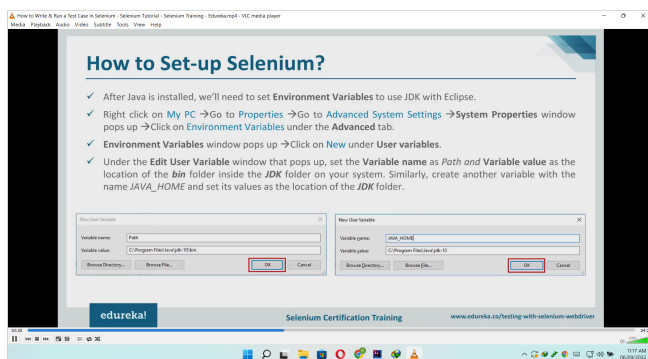 How to Write & Run a Test Case in Selenium - Selenium Tutorial - Selenium Training - Edureka.mp4 - VLC media player
Media Playback Audio Video Subtitle Tools View Help
How to Set-up Selenium?
✓ After Java is installed, we'll need to set Environment Variables to use JDK with Eclipse.
✓ Right click on My PC →Go to Properties →Go to Advanced System Settings →System Properties window
pops up →Click on Environment Variables under the Advanced tab.
✓ Environment Variables window pops up →Click on New under User variables.
✓ Under the Edit User Variable window that pops up, set the Variable name as Path and Variable value as the
location of the bin folder inside the JDK folder on your system. Similarly, create another variable with the
name JAVA_HOME and set its values as the location of the JDK folder.
New User Variable
Variable name: Path
Variable value: C:\Program Files\Java\jdk-10\bin
Browse Directory... Browse File... OK Cancel
New User Variable
Variable name: JAVA_HOME
Variable value: C:\Program Files\Java\jdk-10
Browse Directory... Browse File... OK Cancel
edureka!
Selenium Certification Training
www.edureka.co/testing-with-selenium-webdriver
10:20
11:17 AM
06/09/2022